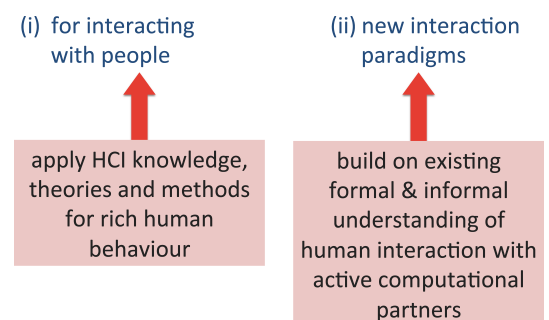 (i) for interacting
with people
(ii) new interaction
paradigms
apply HCI knowledge,
theories and methods
for rich human
behaviour
build on existing
formal & informal
understanding of
human interaction with
active computational
partners